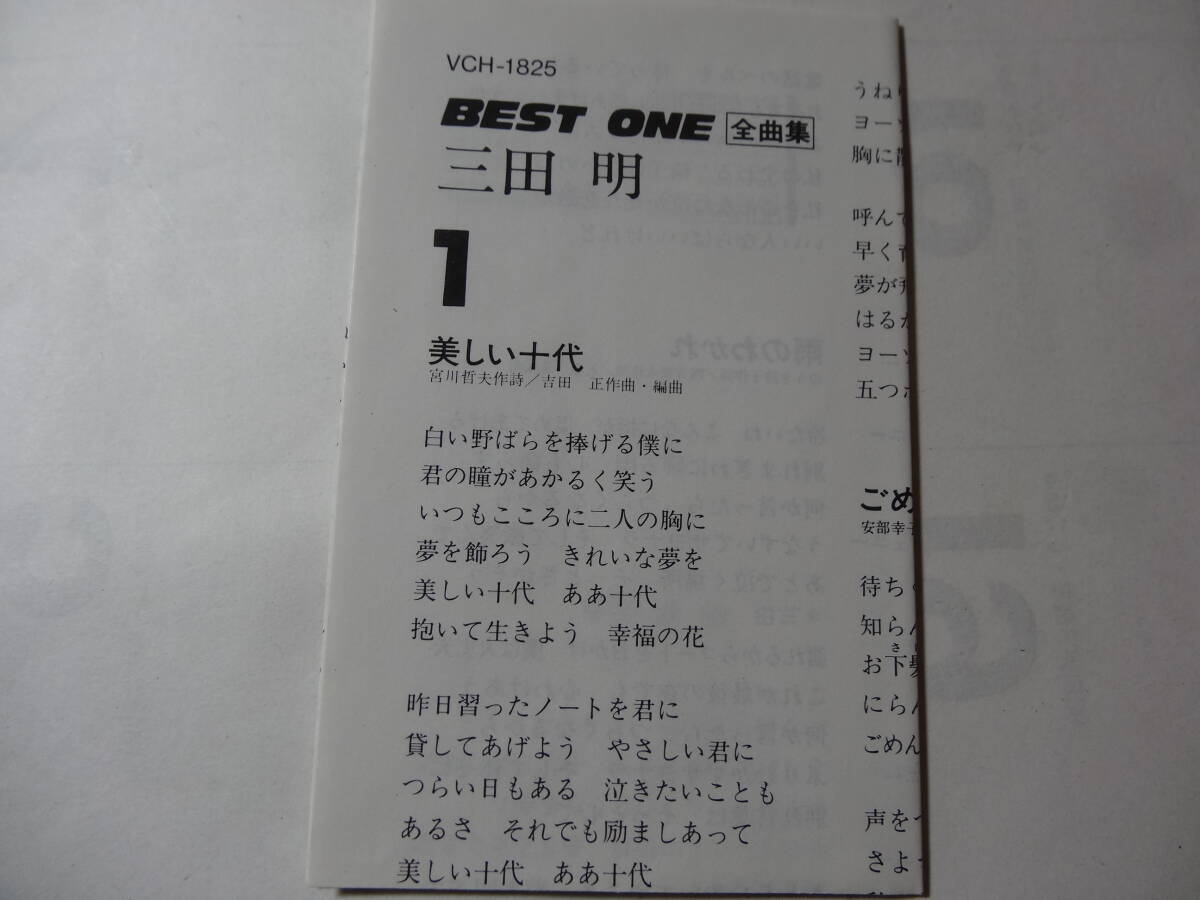 VCH-1825
BEST ONE 全曲集
三田 明
1
美しい十代
宮川哲夫作詩／吉田　正作曲・編曲
白い野ばらを捧げる僕に
君の瞳があかるく笑う
いつもこころに二人の胸に
夢を飾ろう　きれいな夢を
美しい十代　ああ十代
抱いて生きよう　幸福の花
昨日習ったノートを君に
貸してあげよう　やさしい君に
つらい日もある　泣きたいことも
あるさ　それでも励ましあって
美しい十代　ああ十代
うね
ヨー
胸に
呼んで
早く
夢が
はるか
ヨー
五つ
ごめ
安部幸子
待ち
知らん
お下
にらん
ごめん
声を
さよ